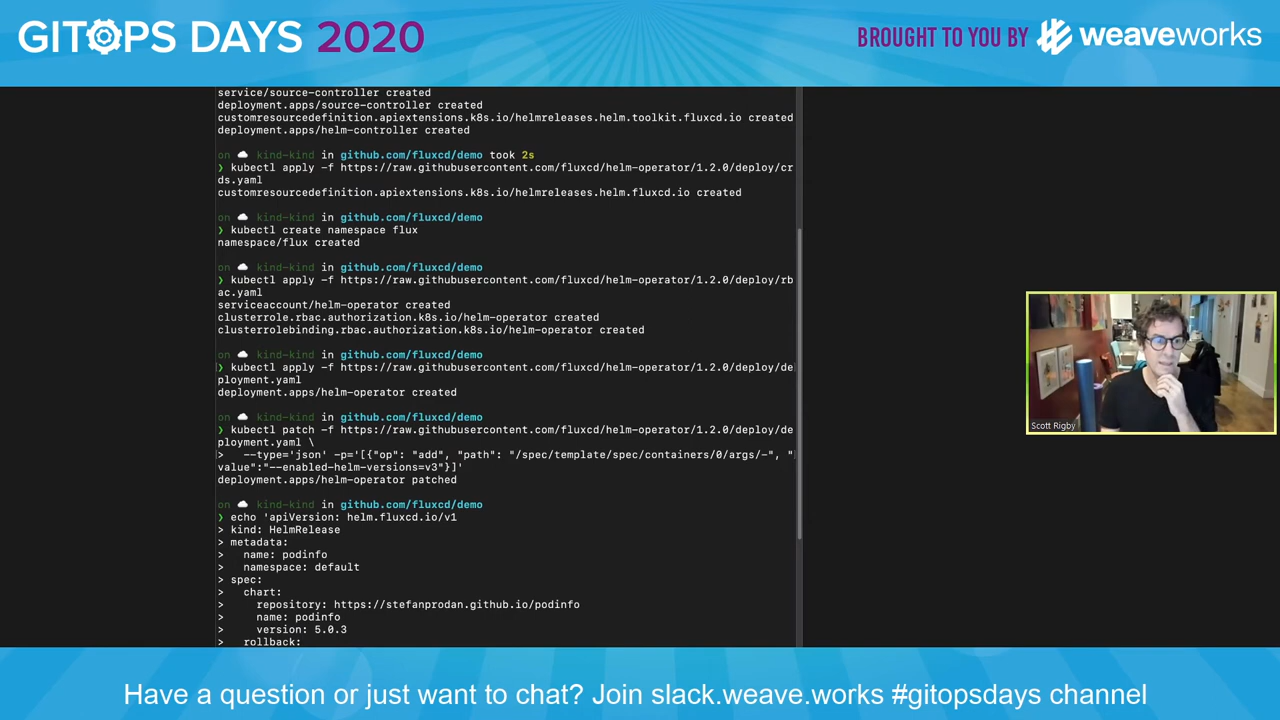 GITOPS DAYS 2020
BROUGHT TO YOU BY weaveworks
service/source-controller created
deployment.apps/source-controller created
customresourcedefinition.apiextensions.k8s.io/helmreleases.helm.toolkit.fluxcd.io created
deployment.apps/helm-controller created
on kind-kind in github.com/fluxcd/demo took 2s
❯ kubectl apply -f https://raw.githubusercontent.com/fluxcd/helm-operator/1.2.0/deploy/cr
ds.yaml
customresourcedefinition.apiextensions.k8s.io/helmreleases.helm.fluxcd.io created
on kind-kind in github.com/fluxcd/demo
❯ kubectl create namespace flux
namespace/flux created
on kind-kind in github.com/fluxcd/demo
❯ kubectl apply -f https://raw.githubusercontent.com/fluxcd/helm-operator/1.2.0/deploy/rb
ac.yaml
serviceaccount/helm-operator created
clusterrole.rbac.authorization.k8s.io/helm-operator created
clusterrolebinding.rbac.authorization.k8s.io/helm-operator created
on kind-kind in github.com/fluxcd/demo
❯ kubectl apply -f https://raw.githubusercontent.com/fluxcd/helm-operator/1.2.0/deploy/de
ployment.yaml
deployment.apps/helm-operator created
on kind-kind in github.com/fluxcd/demo
❯ kubectl patch -f https://raw.githubusercontent.com/fluxcd/helm-operator/1.2.0/deploy/de
ployment.yaml \
>   --type='json' -p='[{"op": "add", "path": "/spec/template/spec/containers/0/args/-", "
value":"--enabled-helm-versions=v3"}]'
deployment.apps/helm-operator patched
on kind-kind in github.com/fluxcd/demo
❯ echo 'apiVersion: helm.fluxcd.io/v1
> kind: HelmRelease
> metadata:
>   name: podinfo
>   namespace: default
> spec:
>   chart:
>     repository: https://stefanprodan.github.io/podinfo
>     name: podinfo
>     version: 5.0.3
>   rollback:
Scott Rigby
Have a question or just want to chat? Join slack.weave.works #gitopsdays channel